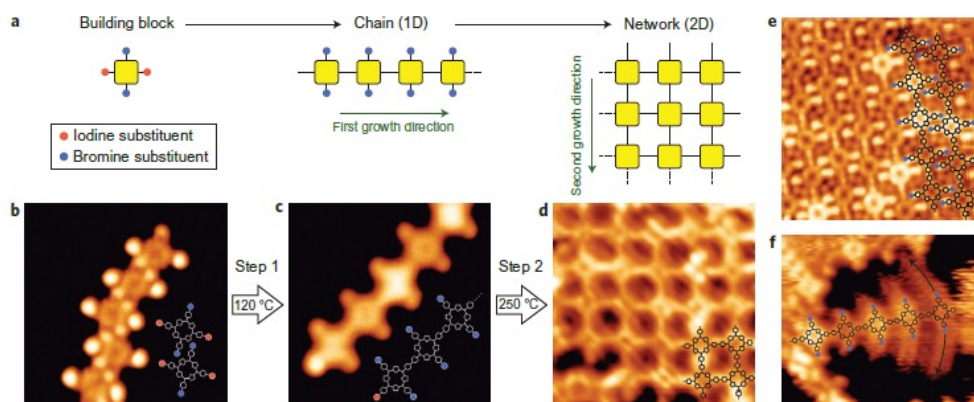 a
Building block
Chain (1D)
Network (2D)
e
First growth direction
Second growth direction
Iodine substituent
Bromine substituent
b
c
d
f
Step 1
120 °C
Step 2
250 °C